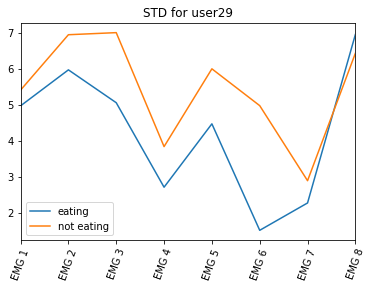 STD for user29
7
6
5
4
3
2
eating
not eating
EMG 1
EMG 2
EMG 3
EMG 4
EMG 5
EMG 6
EMG 7
EMG 8